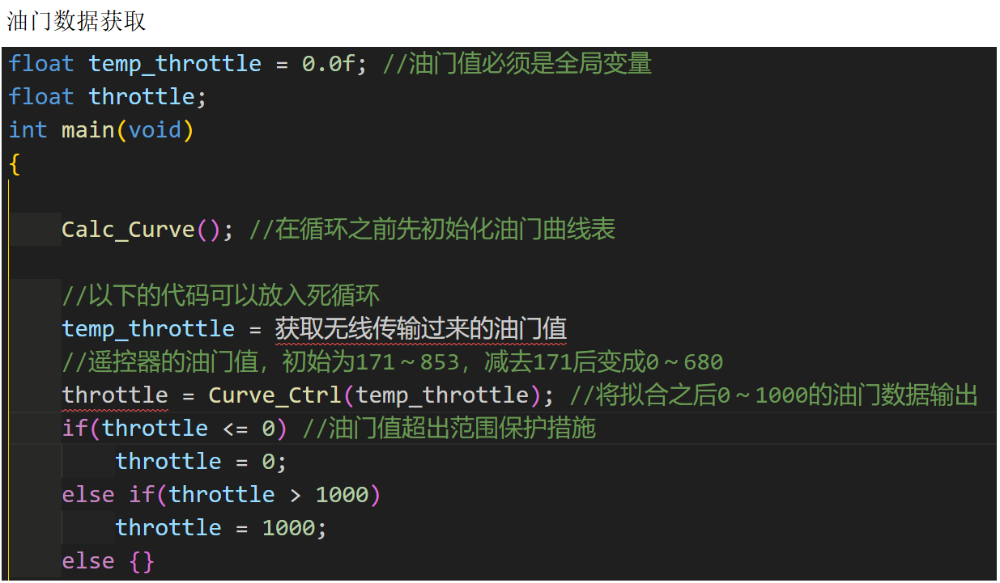 油门数据获取
float temp_throttle = 0.0f; //油门值必须是全局变量
float throttle;
int main(void)
{
Calc_Curve(); //在循环之前先初始化油门曲线表
//以下的代码可以放入死循环
temp_throttle = 获取无线传输过来的油门值
//遥控器的油门值，初始为171～853，减去171后变成0～680
throttle = Curve_Ctrl(temp_throttle); //将拟合之后0～1000的油门数据输出
if(throttle <= 0) //油门值超出范围保护措施
throttle = 0;
else if(throttle > 1000)
throttle = 1000;
else {}